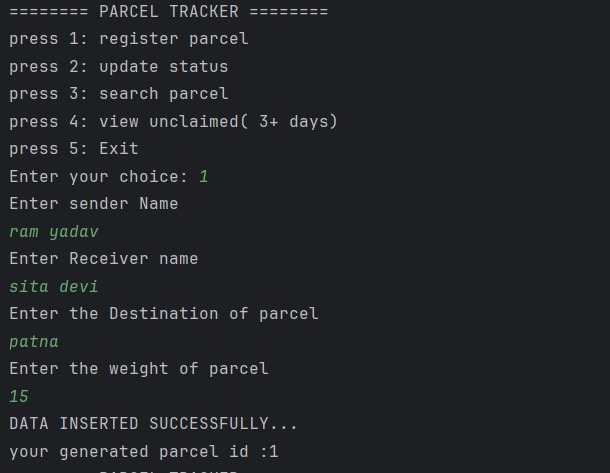 ======== PARCEL TRACKER ========
press 1: register parcel
press 2: update status
press 3: search parcel
press 4: view unclaimed( 3+ days)
press 5: Exit
Enter your choice: 1
Enter sender Name
ram yadav
Enter Receiver name
sita devi
Enter the Destination of parcel
patna
Enter the weight of parcel
15
DATA INSERTED SUCCESSFULLY...
your generated parcel id :1
======== PARCEL TRACKER ========